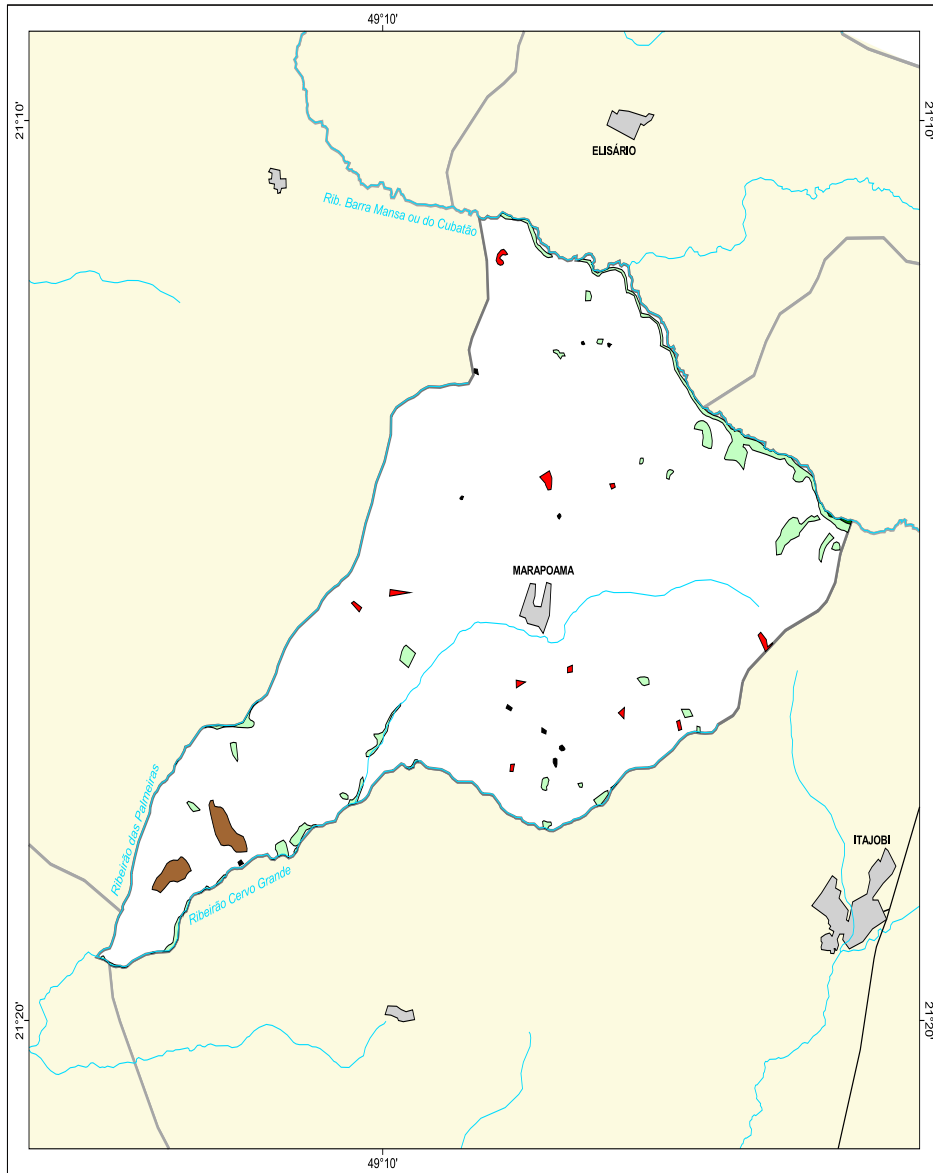 49°10'
21°10'
21°10'
ELISÁRIO
Rib. Barra Mansa ou do Cubatão
MARAPOAMA
Ribeirão das Palmeiras
ITAJOBI
Ribeirão Cervo Grande
21°20'
21°20'
49°10'